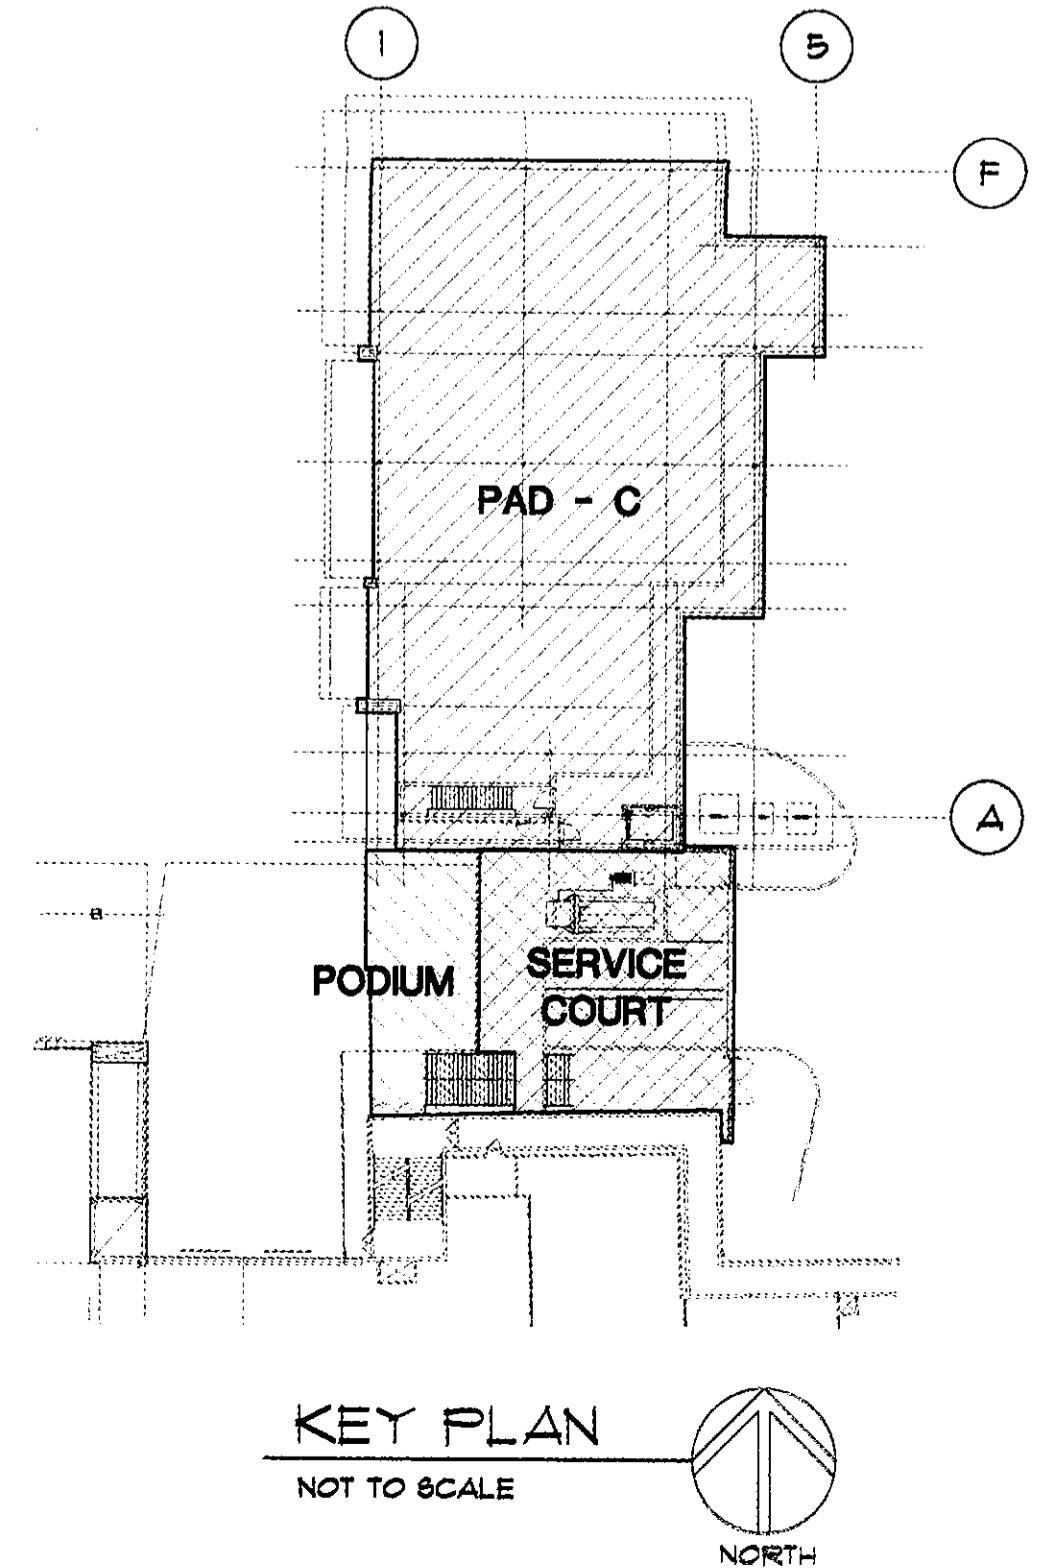 1
5
F
PAD - C
A
PODIUM
SERVICE
COURT
KEY PLAN
NOT TO SCALE
NORTH